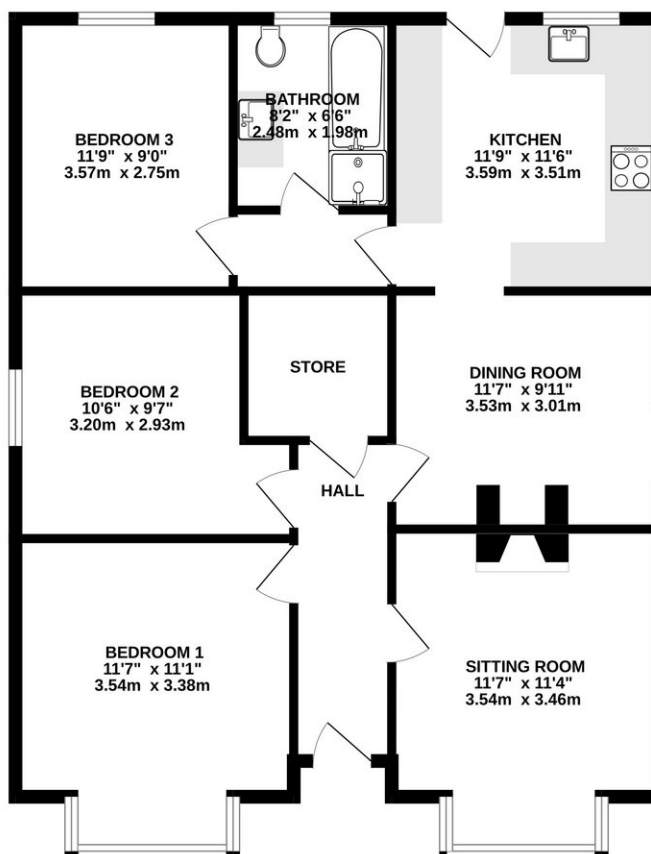 BEDROOM 3
11'9" x 9'0"
3.57m x 2.75m
BATHROOM
8'2" x 6'6"
2.48m x 1.98m
KITCHEN
11'9" x 11'6"
3.59m x 3.51m
BEDROOM 2
10'6" x 9'7"
3.20m x 2.93m
STORE
DINING ROOM
11'7" x 9'11"
3.53m x 3.01m
HALL
BEDROOM 1
11'7" x 11'1"
3.54m x 3.38m
SITTING ROOM
11'7" x 11'4"
3.54m x 3.46m